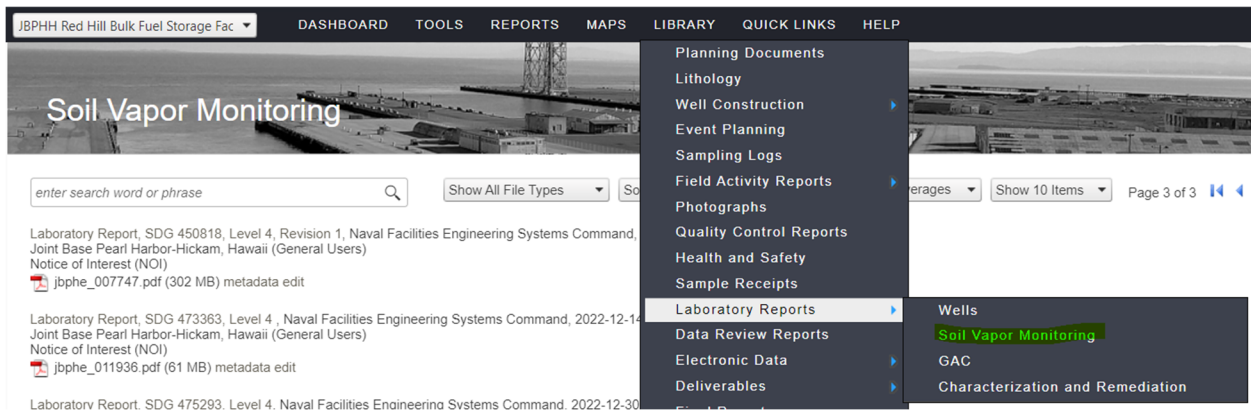 JBPHH Red Hill Bulk Fuel Storage Fac
DASHBOARD TOOLS REPORTS MAPS LIBRARY QUICK LINKS HELP
Soil Vapor Monitoring
enter search word or phrase
Show All File Types
So
erages
Show 10 Items
Page 3 of 3
Laboratory Report, SDG 450818, Level 4, Revision 1, Naval Facilities Engineering Systems Command,
Joint Base Pearl Harbor-Hickam, Hawaii (General Users)
Notice of Interest (NOI)
jbphe_007747.pdf (302 MB) metadata edit
Laboratory Report, SDG 473363, Level 4 , Naval Facilities Engineering Systems Command, 2022-12-14
Joint Base Pearl Harbor-Hickam, Hawaii (General Users)
Notice of Interest (NOI)
jbphe_011936.pdf (61 MB) metadata edit
Laboratory Report, SDG 475293, Level 4, Naval Facilities Engineering Systems Command, 2022-12-30
Planning Documents
Lithology
Well Construction
Event Planning
Sampling Logs
Field Activity Reports
Photographs
Quality Control Reports
Health and Safety
Sample Receipts
Laboratory Reports
Data Review Reports
Electronic Data
Deliverables
Wells
Soil Vapor Monitoring
GAC
Characterization and Remediation